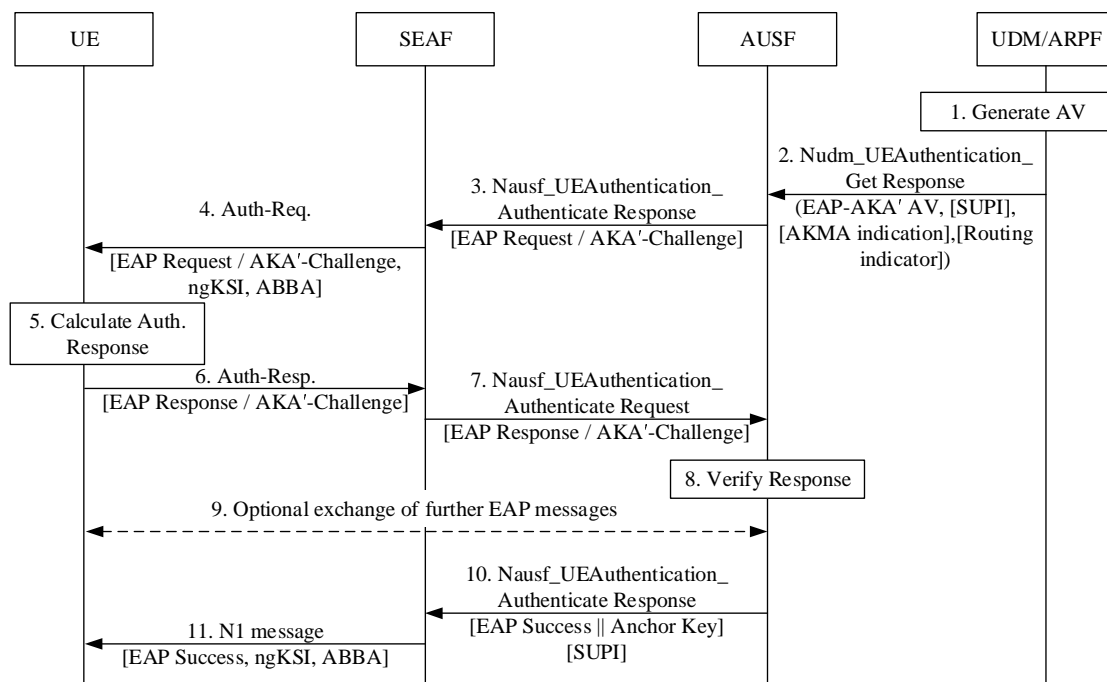 UE
SEAF
AUSF
UDM/ARPF
1. Generate AV
2. Nudm_UEAuthentication_
Get Response
(EAP-AKA′ AV, [SUPI],
[AKMA indication],[Routing
indicator])
3. Nausf_UEAuthentication_
Authenticate Response
[EAP Request / AKA′-Challenge]
4. Auth-Req.
[EAP Request / AKA′-Challenge,
ngKSI, ABBA]
5. Calculate Auth.
Response
6. Auth-Resp.
[EAP Response / AKA′-Challenge]
7. Nausf_UEAuthentication_
Authenticate Request
[EAP Response / AKA′-Challenge]
8. Verify Response
9. Optional exchange of further EAP messages
10. Nausf_UEAuthentication_
Authenticate Response
[EAP Success || Anchor Key]
[SUPI]
11. N1 message
[EAP Success, ngKSI, ABBA]